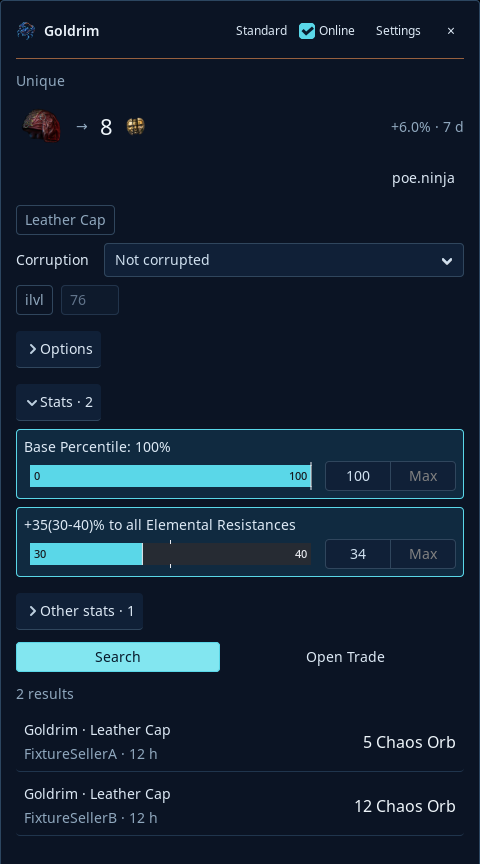 Goldrim Standard Online Settings ×
Unique
→ 8 +6.0% · 7 d
poe.ninja
Leather Cap
Corruption Not corrupted
ilvl 76
Options
Stats · 2
Base Percentile: 100%
0 100 100 Max
+35(30-40)% to all Elemental Resistances
30 40 34 Max
Other stats · 1
Search Open Trade
2 results
Goldrim · Leather Cap
FixtureSellerA · 12 h
5 Chaos Orb
Goldrim · Leather Cap
FixtureSellerB · 12 h
12 Chaos Orb